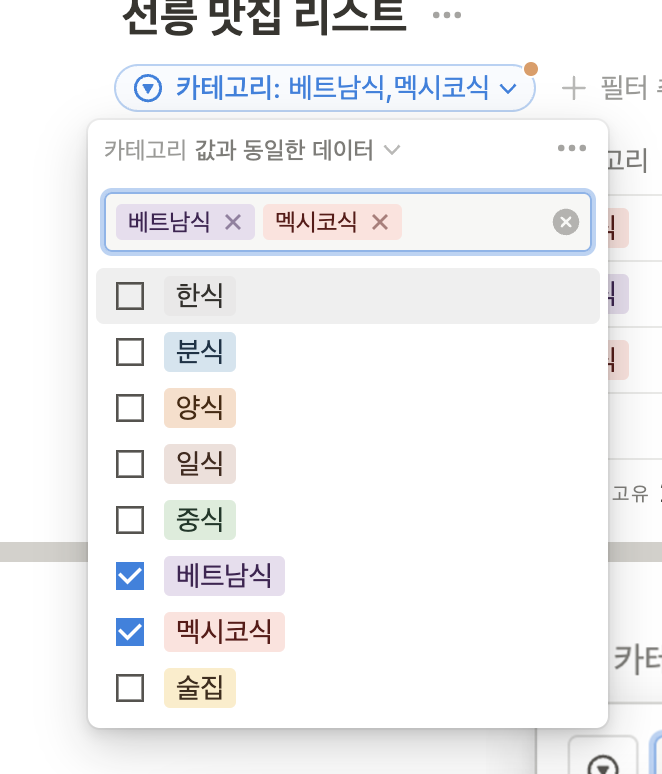 선릉 맛집 리스트
카테고리: 베트남식,멕시코식
필터
카테고리 값과 동일한 데이터
고리
베트남식 멕시코식
식
한식
식
분식
식
양식
일식
고유
중식
베트남식
멕시코식
카테
술집